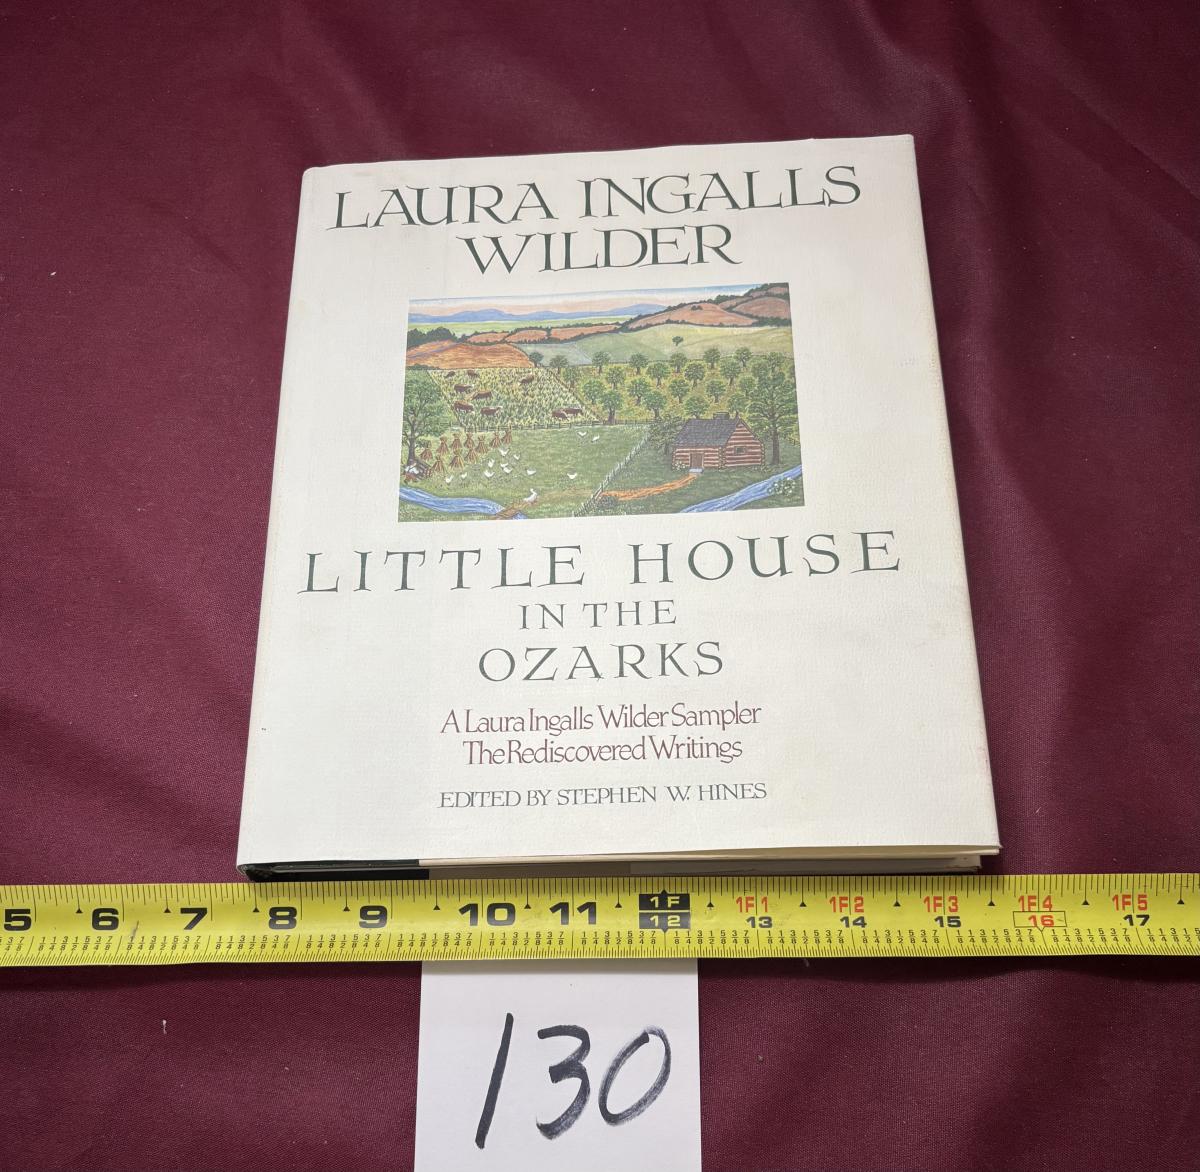 LAURA INGALLS
WILDER
LITTLE HOUSE
IN THE
OZARKS
A Laura Ingalls Wilder Sampler
The Rediscovered Writings
EDITED BY STEPHEN W. HINES
5 6 7 8 9 10 11 1F 1F1 1F2 1F3 1F4 1F5
12 13 14 15 16 17
130